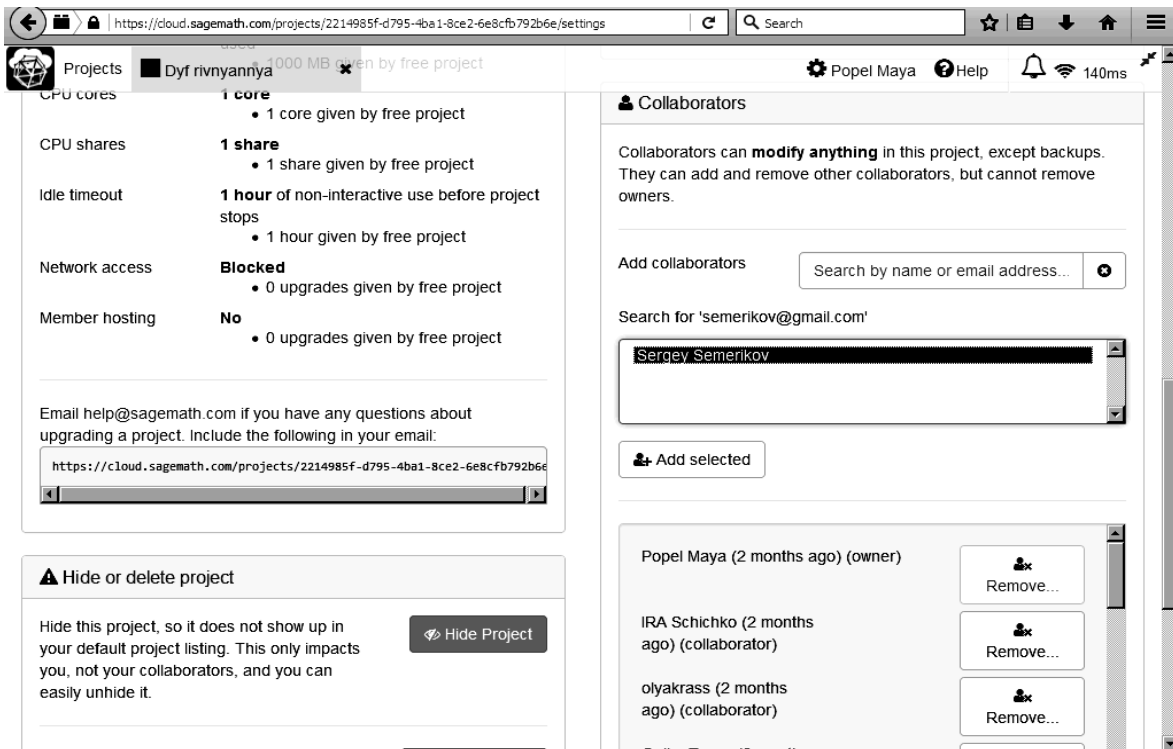 https://cloud.sagemath.com/projects/2214985f-d795-4ba1-8ce2-6e8cfb792b6e/settings
Search
Projects
Dyf rivnyannya
Popel Maya
Help
140ms
used
1000 MB given by free project
CPU cores
1 core
• 1 core given by free project
CPU shares
1 share
• 1 share given by free project
Idle timeout
1 hour of non-interactive use before project
stops
• 1 hour given by free project
Network access
Blocked
• 0 upgrades given by free project
Member hosting
No
• 0 upgrades given by free project
Email help@sagemath.com if you have any questions about
upgrading a project. Include the following in your email:
https://cloud.sagemath.com/projects/2214985f-d795-4ba1-8ce2-6e8cfb792b6e
Hide or delete project
Hide this project, so it does not show up in
your default project listing. This only impacts
you, not your collaborators, and you can
easily unhide it.
Hide Project
Collaborators
Collaborators can modify anything in this project, except backups.
They can add and remove other collaborators, but cannot remove
owners.
Add collaborators
Search by name or email address...
Search for 'semerikov@gmail.com'
Sergey Semerikov
Add selected
Popel Maya (2 months ago) (owner)
Remove...
IRA Schichko (2 months
ago) (collaborator)
Remove...
olyakrass (2 months
ago) (collaborator)
Remove...